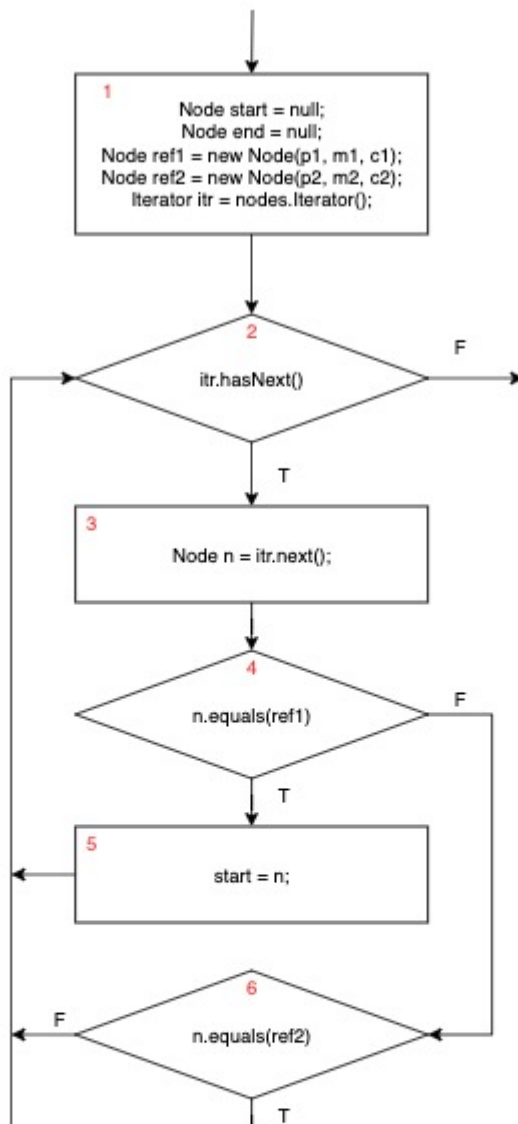 1
Node start = null;
Node end = null;
Node ref1 = new Node(p1, m1, c1);
Node ref2 = new Node(p2, m2, c2);
Iterator itr = nodes.Iterator();
2
F
itr.hasNext()
T
3
Node n = itr.next();
4
F
n.equals(ref1)
T
5
start = n;
6
F
n.equals(ref2)
T